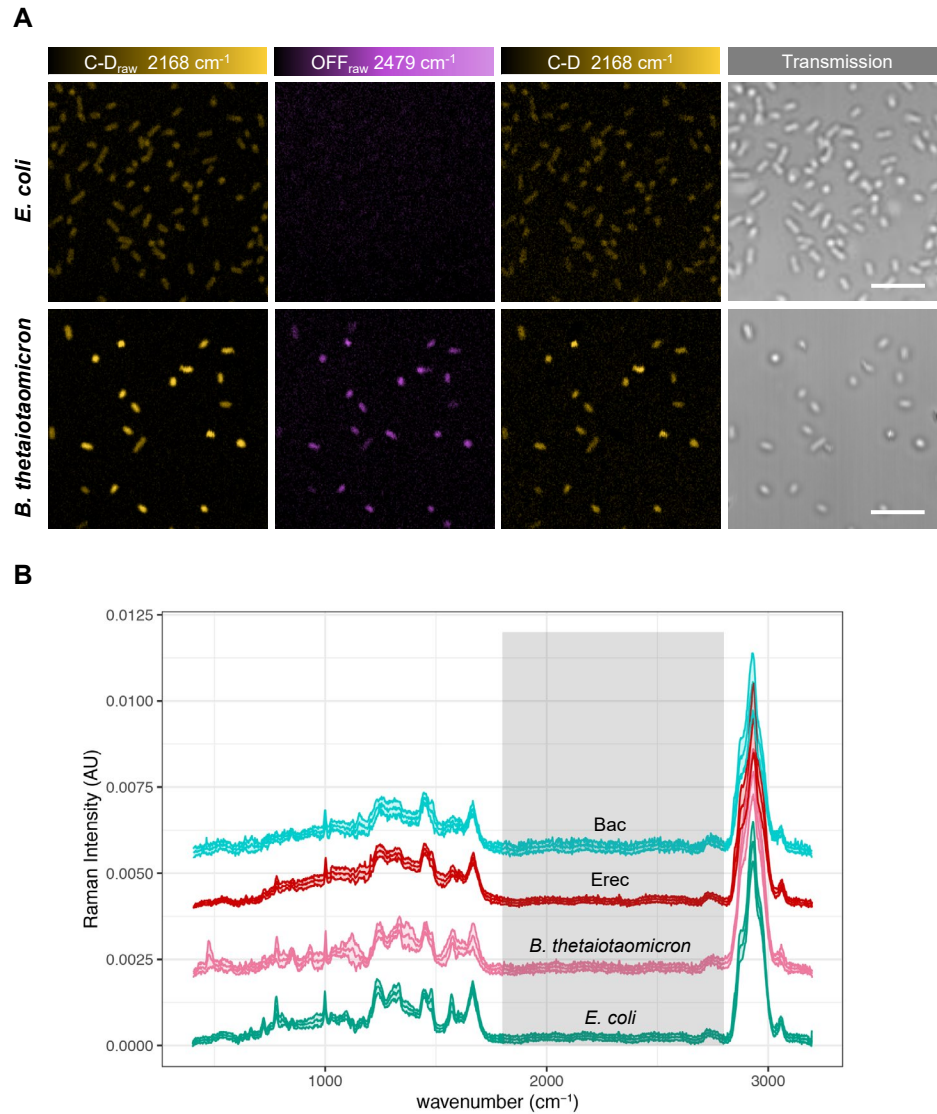 A
C-Draw 2168 cm⁻¹ OFFraw 2479 cm⁻¹ C-D 2168 cm⁻¹ Transmission
E. coli
B. thetaiotaomicron
B
0.0125
0.0100
0.0075
0.0050
0.0025
0.0000
Raman Intensity (AU)
Bac
Erec
B. thetaiotaomicron
E. coli
1000 2000 3000
wavenumber (cm⁻¹)